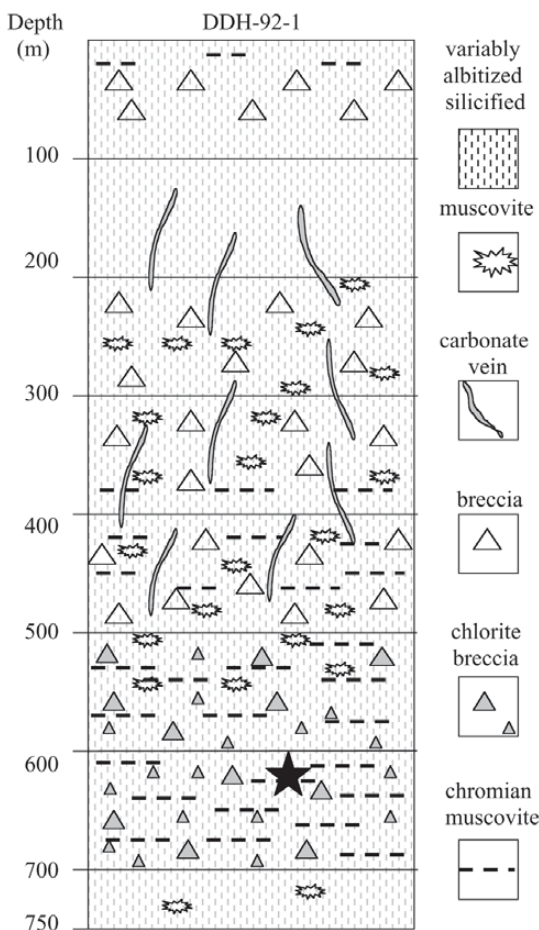 Depth
(m)
DDH-92-1
100
200
300
400
500
600
700
750
variably
albitized
silicified
muscovite
carbonate
vein
breccia
chlorite
breccia
chromian
muscovite